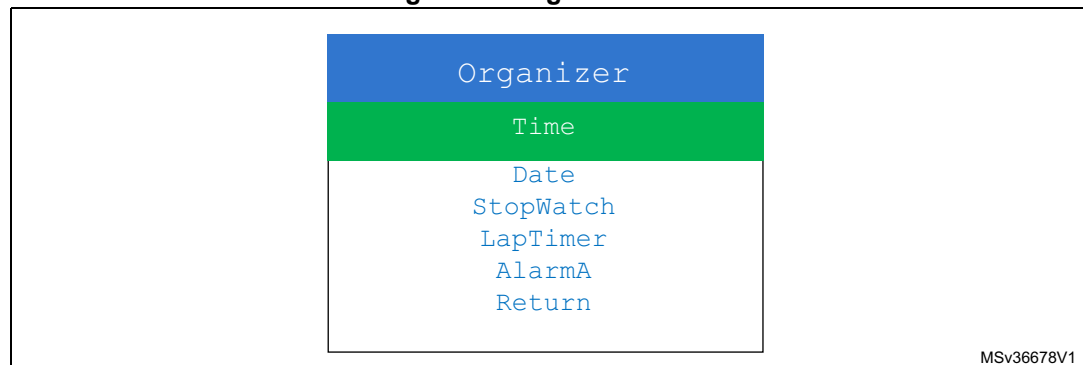 Organizer
Time
Date
StopWatch
LapTimer
AlarmA
Return
MSv36678V1